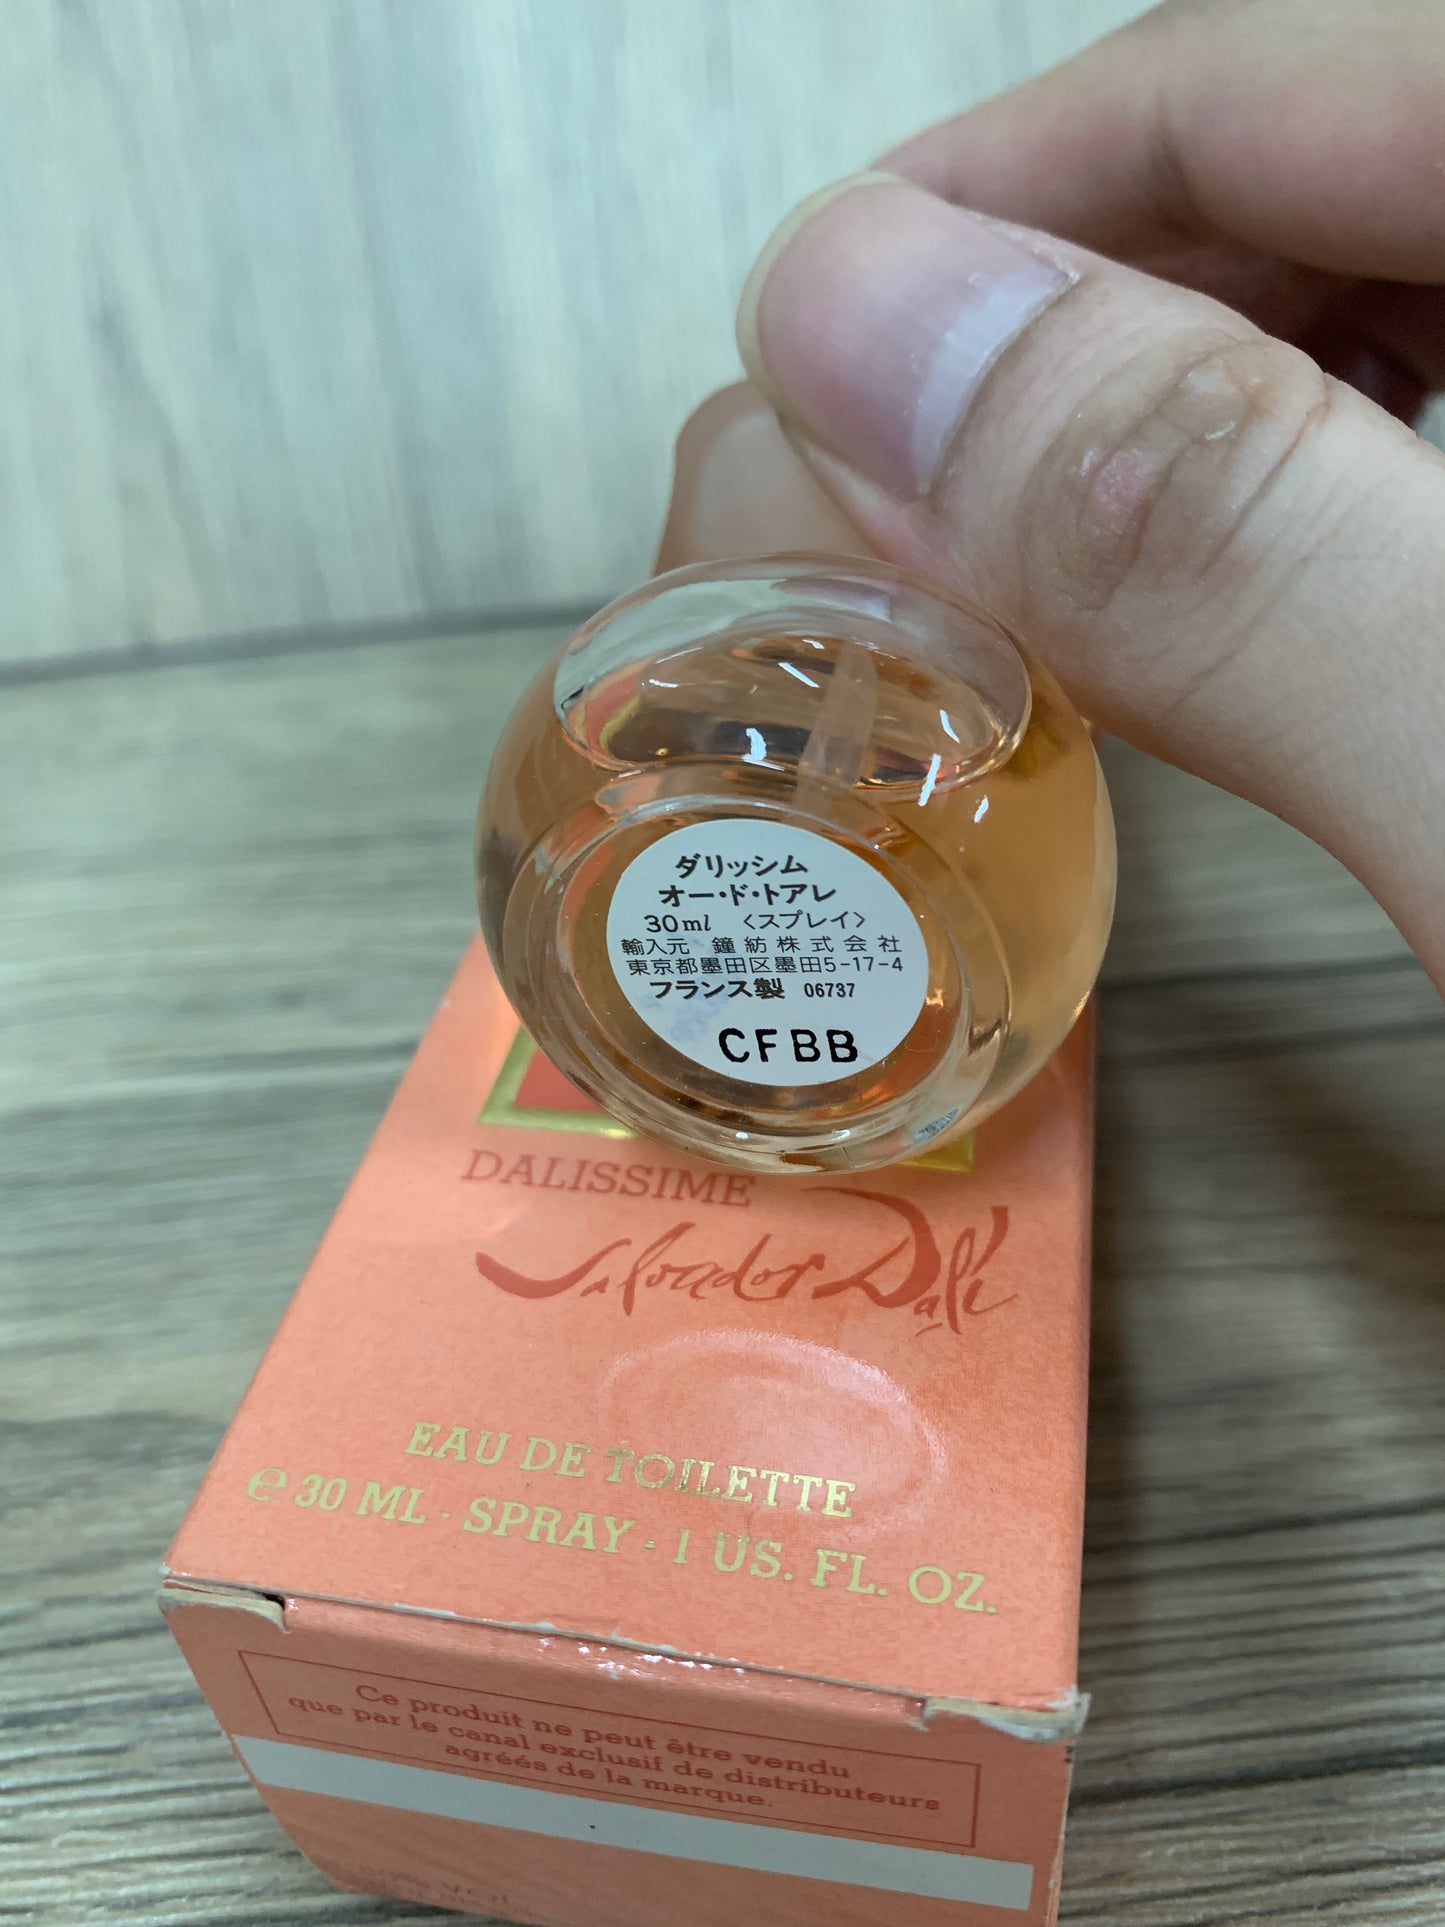 ダリッシム
オー・ド・トアレ
30ml 〈スプレイ〉
輸入元 鐘紡株式会社
東京都墨田区墨田5-17-4
フランス製 06737
CFBB
DALISSIME
Salvador Dali
EAU DE TOILETTE
℮ 30 ML · SPRAY · 1 US. FL. OZ.
Ce produit ne peut être vendu
que par le canal exclusif de distributeurs
agréés de la marque.